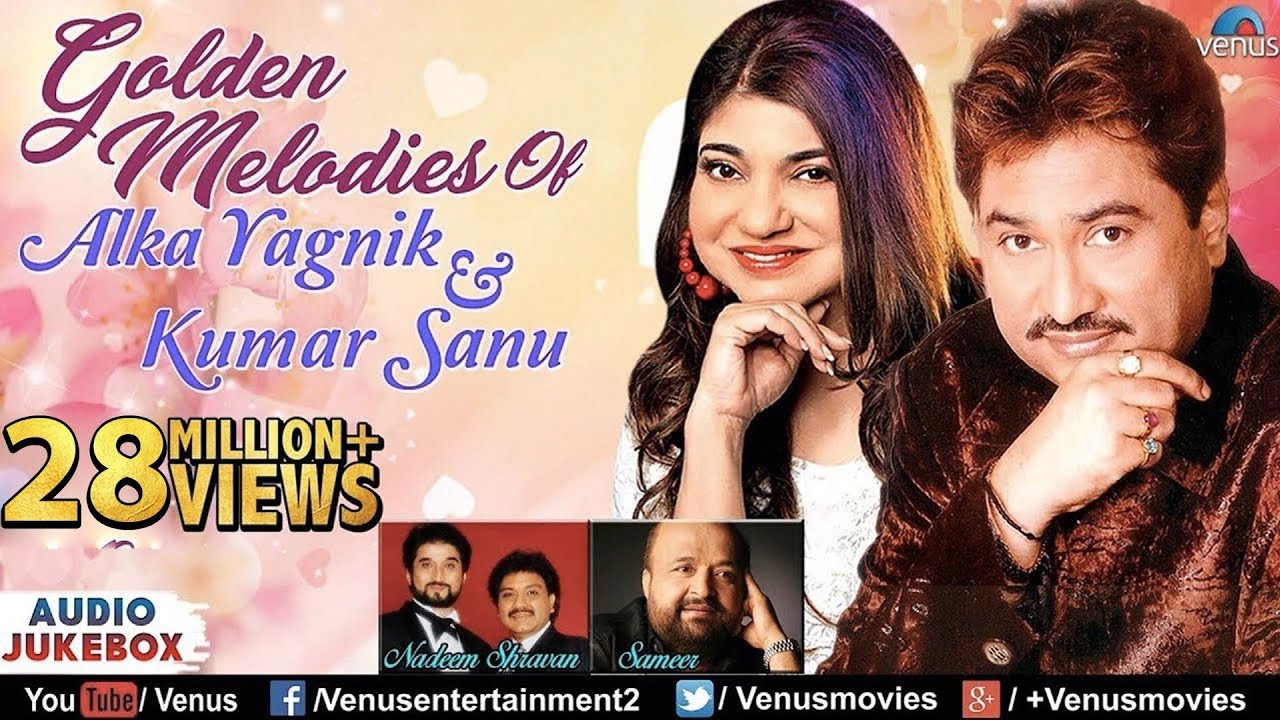 Golden
Melodies Of
Alka Yagnik
& Kumar Sanu
venus
28 MILLION+ VIEWS
AUDIO
JUKEBOX
Nadeem Shravan
Sameer
YouTube / Venus
f /Venusentertainment2
/ Venusmovies
g+ / +Venusmovies